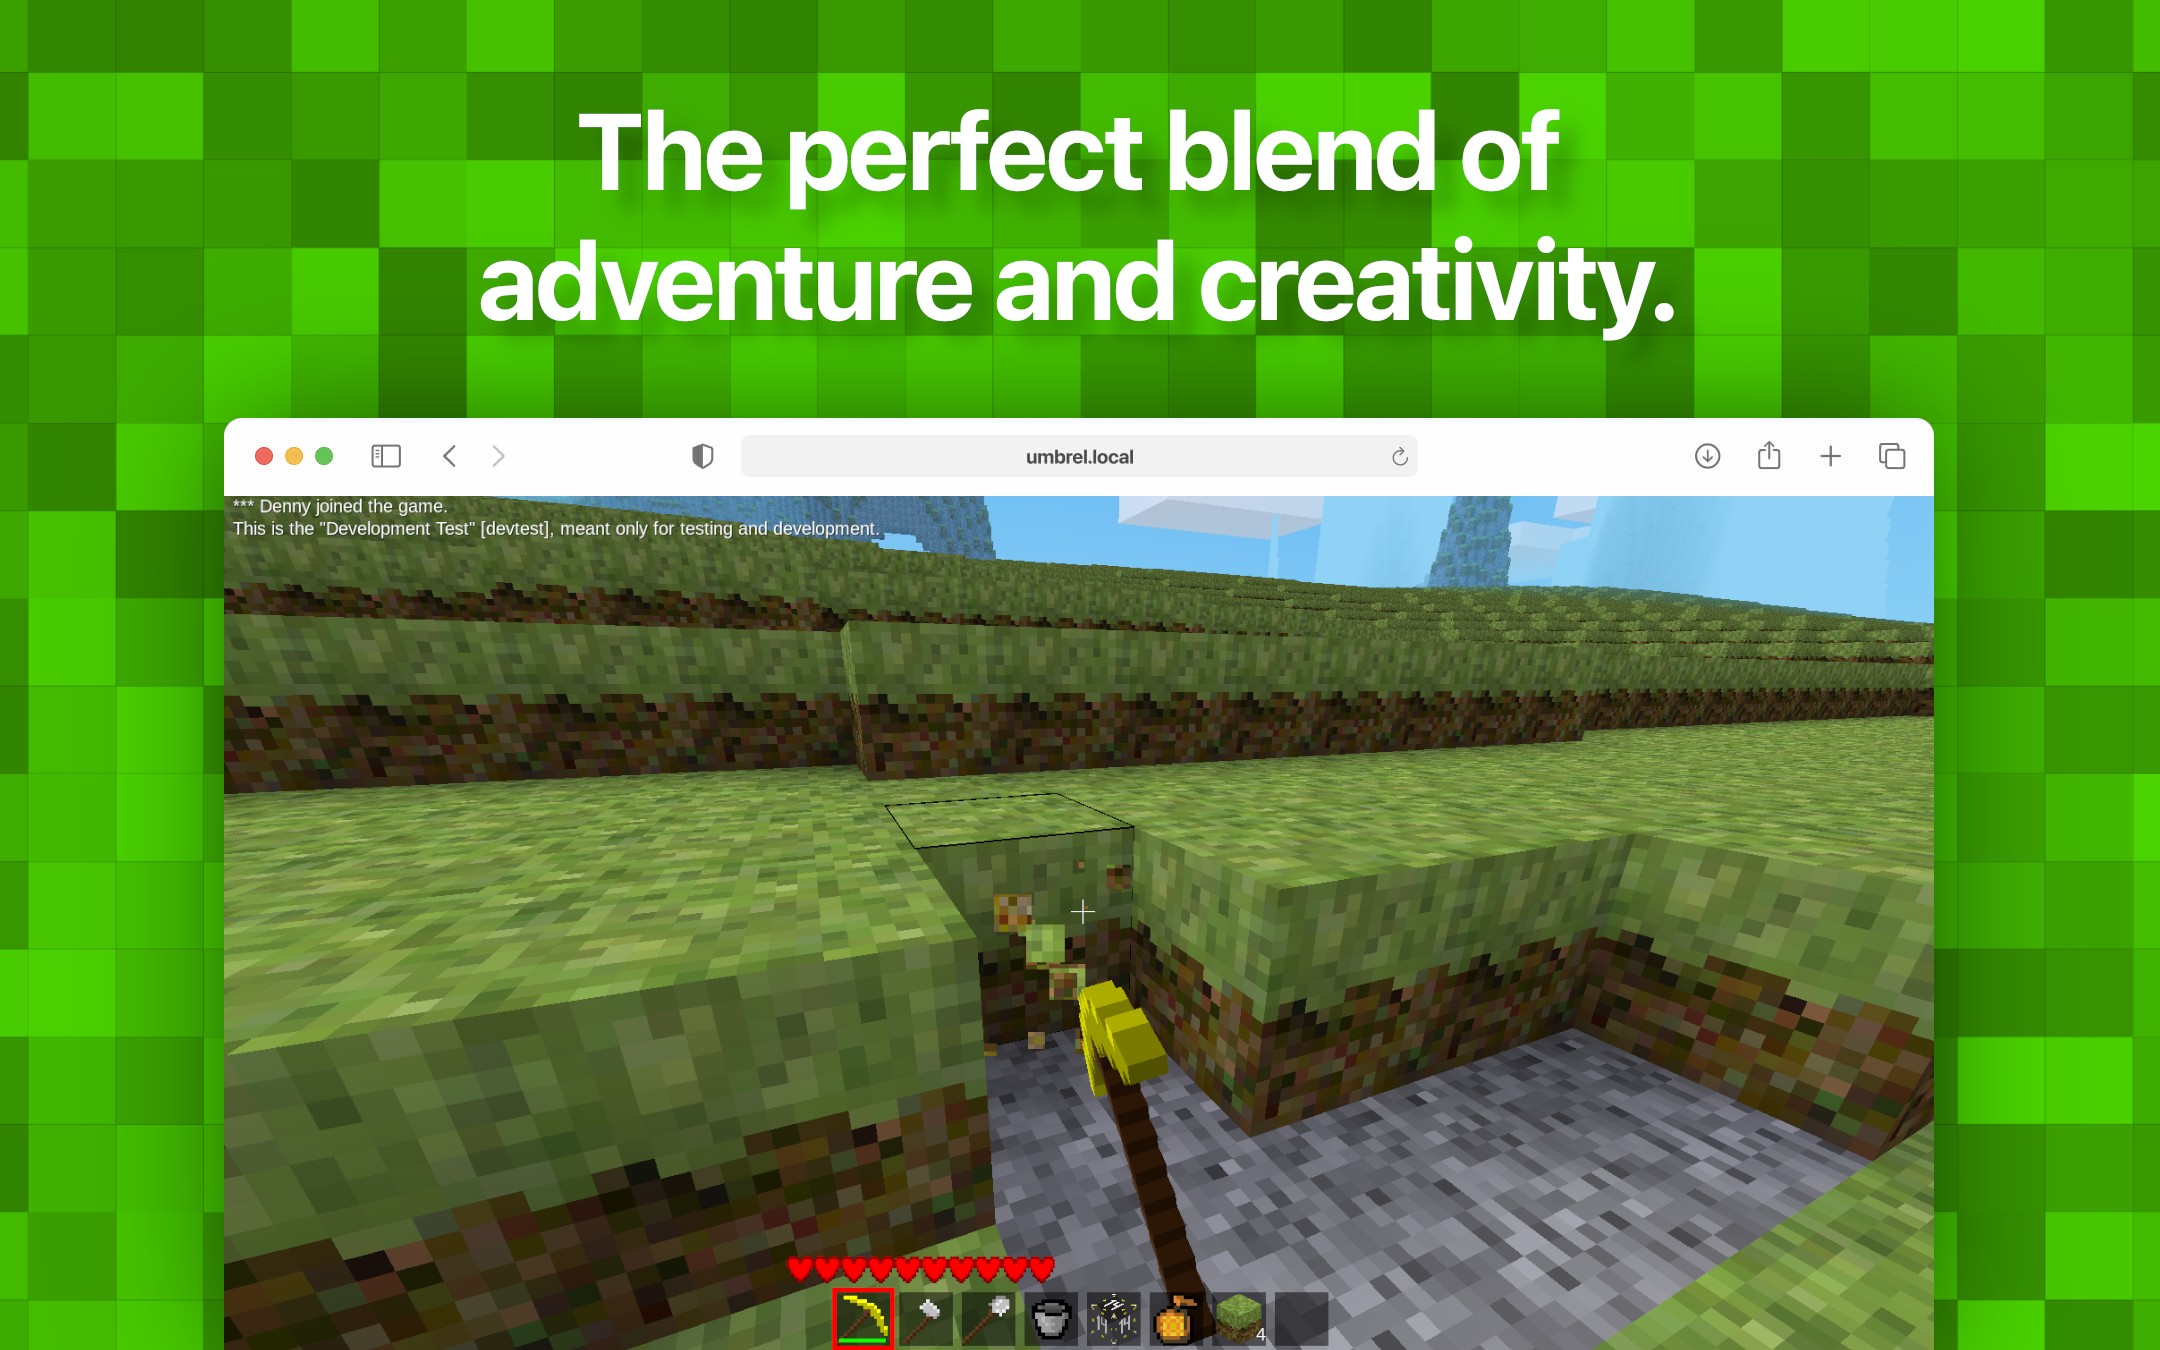 The perfect blend of
adventure and creativity.
umbrel.local
*** Denny joined the game.
This is the "Development Test" [devtest], meant only for testing and development.
4